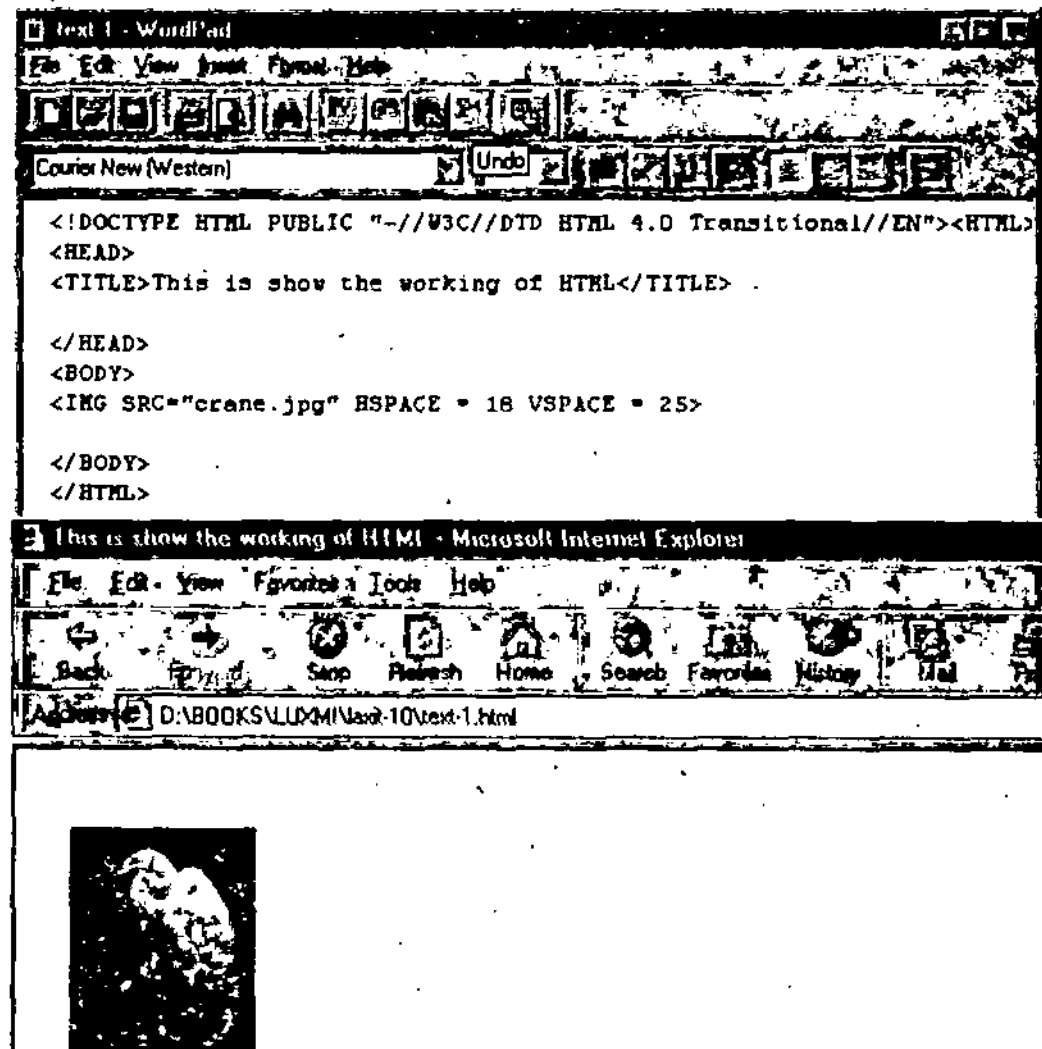 text 1 - WordPad
File Edit View Insert Format Help
Courier New (Western)
Undo
<!DOCTYPE HTML PUBLIC "-//W3C//DTD HTML 4.0 Transitional//EN"><HTML>
<HEAD>
<TITLE>This is show the working of HTML</TITLE>
</HEAD>
<BODY>
<IMG SRC="crane.jpg" HSPACE = 18 VSPACE = 25>
</BODY>
</HTML>
This is show the working of HTML - Microsoft Internet Explorer
File Edit View Favorites Tools Help
Back Forward Stop Refresh Home Search Favorites History Mail
Address D:\BOOKS\LUXMI\laxit-10\text-1.html